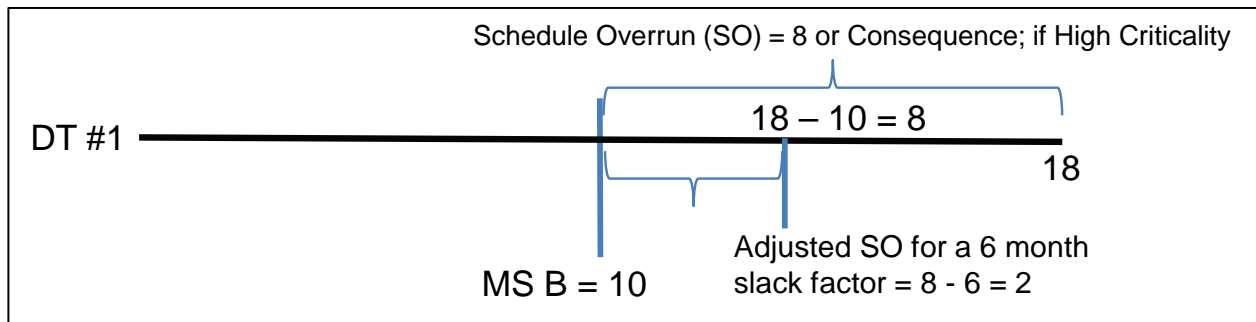 Schedule Overrun (SO) = 8 or Consequence; if High Criticality
18 – 10 = 8
DT #1
18
Adjusted SO for a 6 month
slack factor = 8 - 6 = 2
MS B = 10